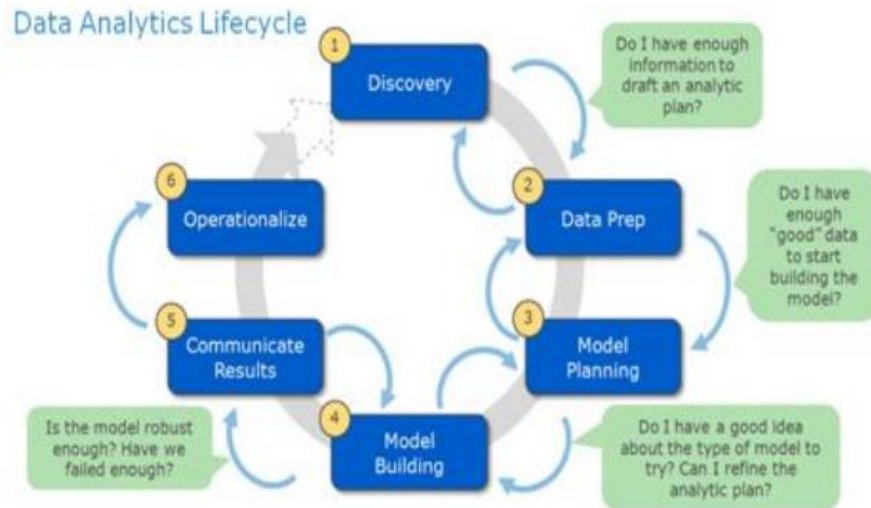 Data Analytics Lifecycle
1
Discovery
Do I have enough
information to
draft an analytic
plan?
2
Data Prep
Do I have
enough
"good" data
to start
building the
model?
3
Model
Planning
Do I have a good idea
about the type of model to
try? Can I refine the
analytic plan?
4
Model
Building
Is the model robust
enough? Have we
failed enough?
5
Communicate
Results
6
Operationalize